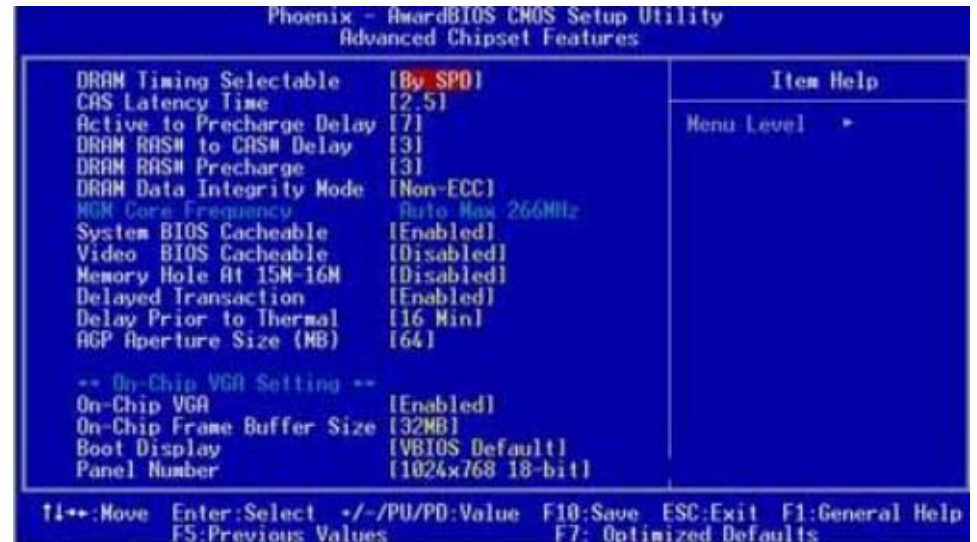 Phoenix - AwardBIOS CMOS Setup Utility
Advanced Chipset Features
DRAM Timing Selectable [By SPD]
Item Help
CAS Latency Time [2.5]
Active to Precharge Delay [7]
Menu Level ►
DRAM RAS# to CAS# Delay [3]
DRAM RAS# Precharge [3]
DRAM Data Integrity Mode [Non-ECC]
MGM Core Frequency Auto Max 266MHz
System BIOS Cacheable [Enabled]
Video BIOS Cacheable [Disabled]
Memory Hole At 15M-16M [Disabled]
Delayed Transaction [Enabled]
Delay Prior to Thermal [16 Min]
AGP Aperture Size (MB) [64]
** On-Chip VGA Setting **
On-Chip VGA [Enabled]
On-Chip Frame Buffer Size [32MB]
Boot Display [VBIOS Default]
Panel Number [1024x768 18-bit]
↑↓→←:Move Enter:Select +/-/PU/PD:Value F10:Save ESC:Exit F1:General Help
F5:Previous Values F7: Optimized Defaults